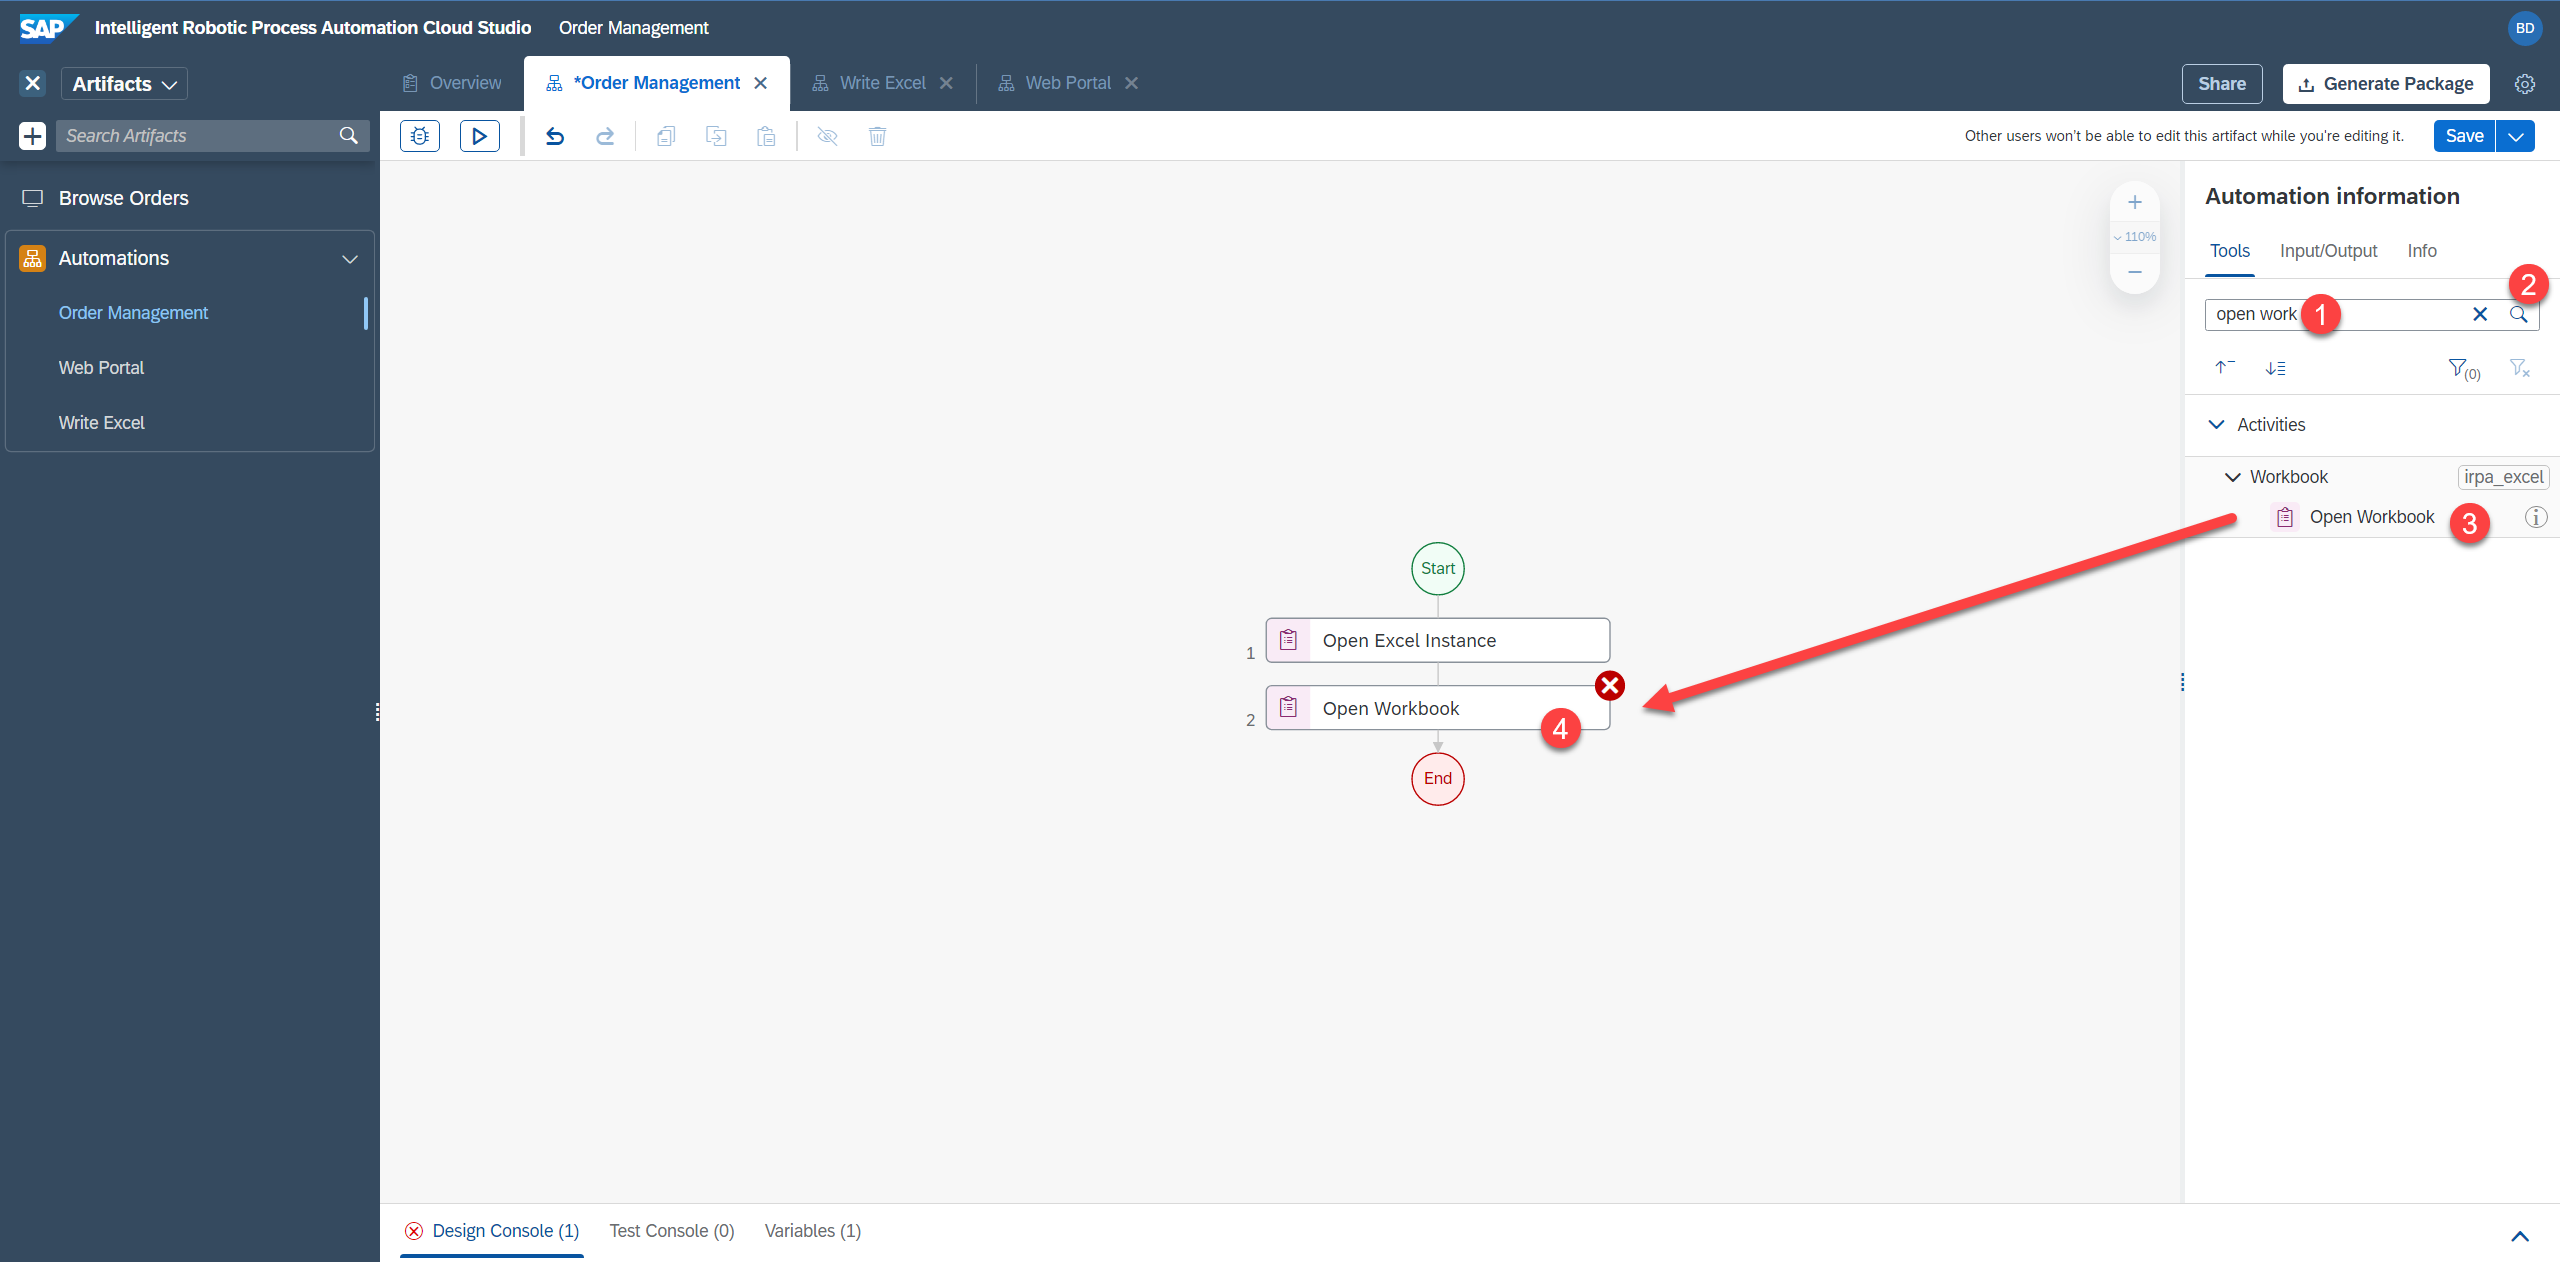 SAP Intelligent Robotic Process Automation Cloud Studio Order Management BD
Artifacts Overview *Order Management Write Excel Web Portal Share Generate Package
Search Artifacts Other users won't be able to edit this artifact while you're editing it. Save
Browse Orders
Automations
Order Management
Web Portal
Write Excel
110%
Start
1 Open Excel Instance
2 Open Workbook 4
End
Automation information
Tools Input/Output Info
2
open work 1
(0)
Activities
Workbook irpa_excel
Open Workbook 3
Design Console (1) Test Console (0) Variables (1)